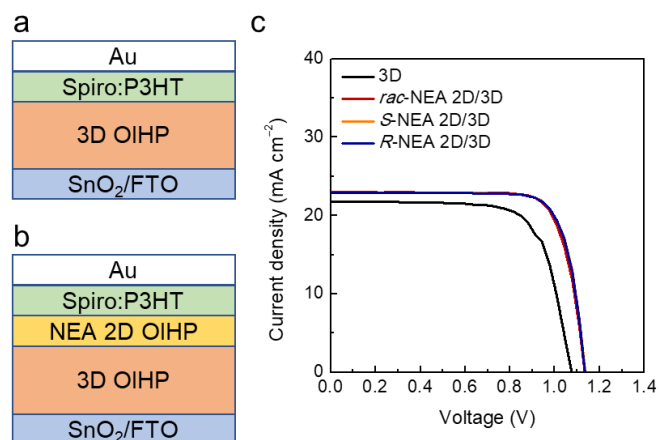 a
Au
Spiro:P3HT
3D OIHP
SnO₂/FTO
b
Au
Spiro:P3HT
NEA 2D OIHP
3D OIHP
SnO₂/FTO
c
40
30
20
10
0
Current density (mA cm⁻²)
3D
rac-NEA 2D/3D
S-NEA 2D/3D
R-NEA 2D/3D
0.0 0.2 0.4 0.6 0.8 1.0 1.2 1.4
Voltage (V)